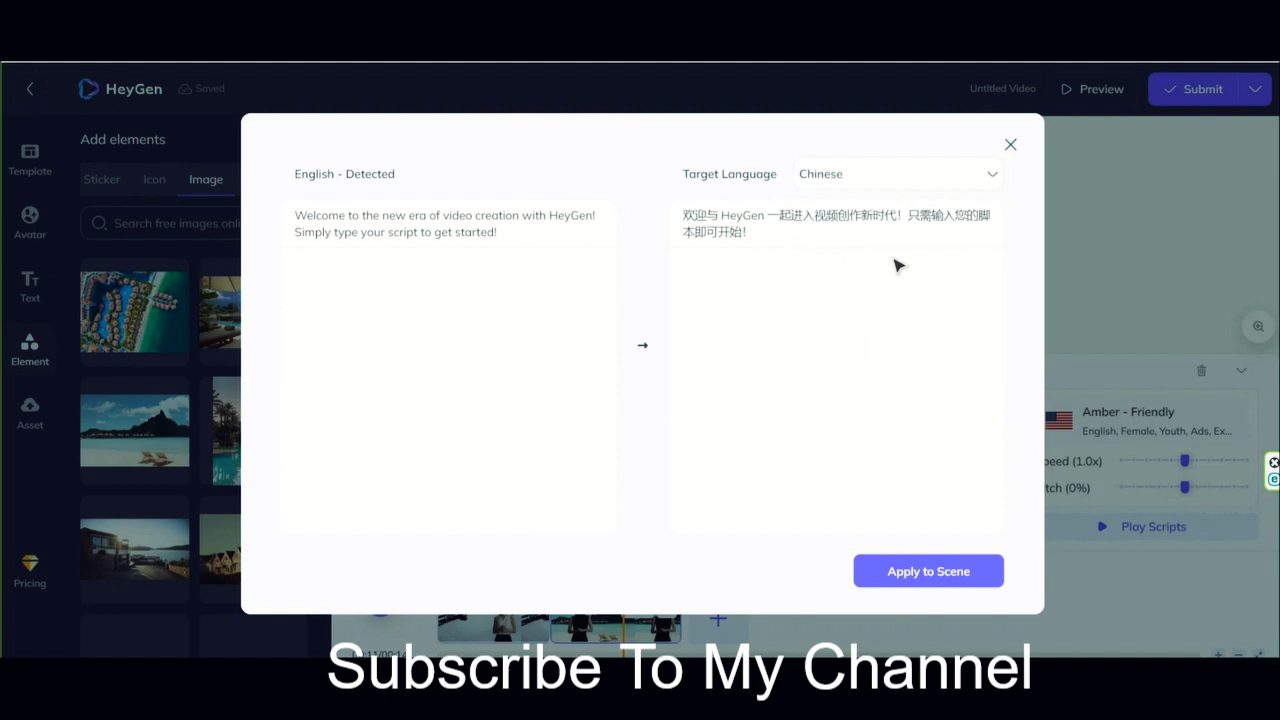 HeyGen
Saved
Untitled Video
Preview
Submit
Add elements
Template
Sticker
Icon
Image
Search free images onli
Avatar
Text
Element
Asset
Pricing
English - Detected
Target Language
Chinese
Welcome to the new era of video creation with HeyGen!
Simply type your script to get started!
欢迎与 HeyGen 一起进入视频创作新时代！只需输入您的脚
本即可开始！
Apply to Scene
Amber - Friendly
English, Female, Youth, Ads, Ex...
peed (1.0x)
tch (0%)
Play Scripts
Subscribe To My Channel